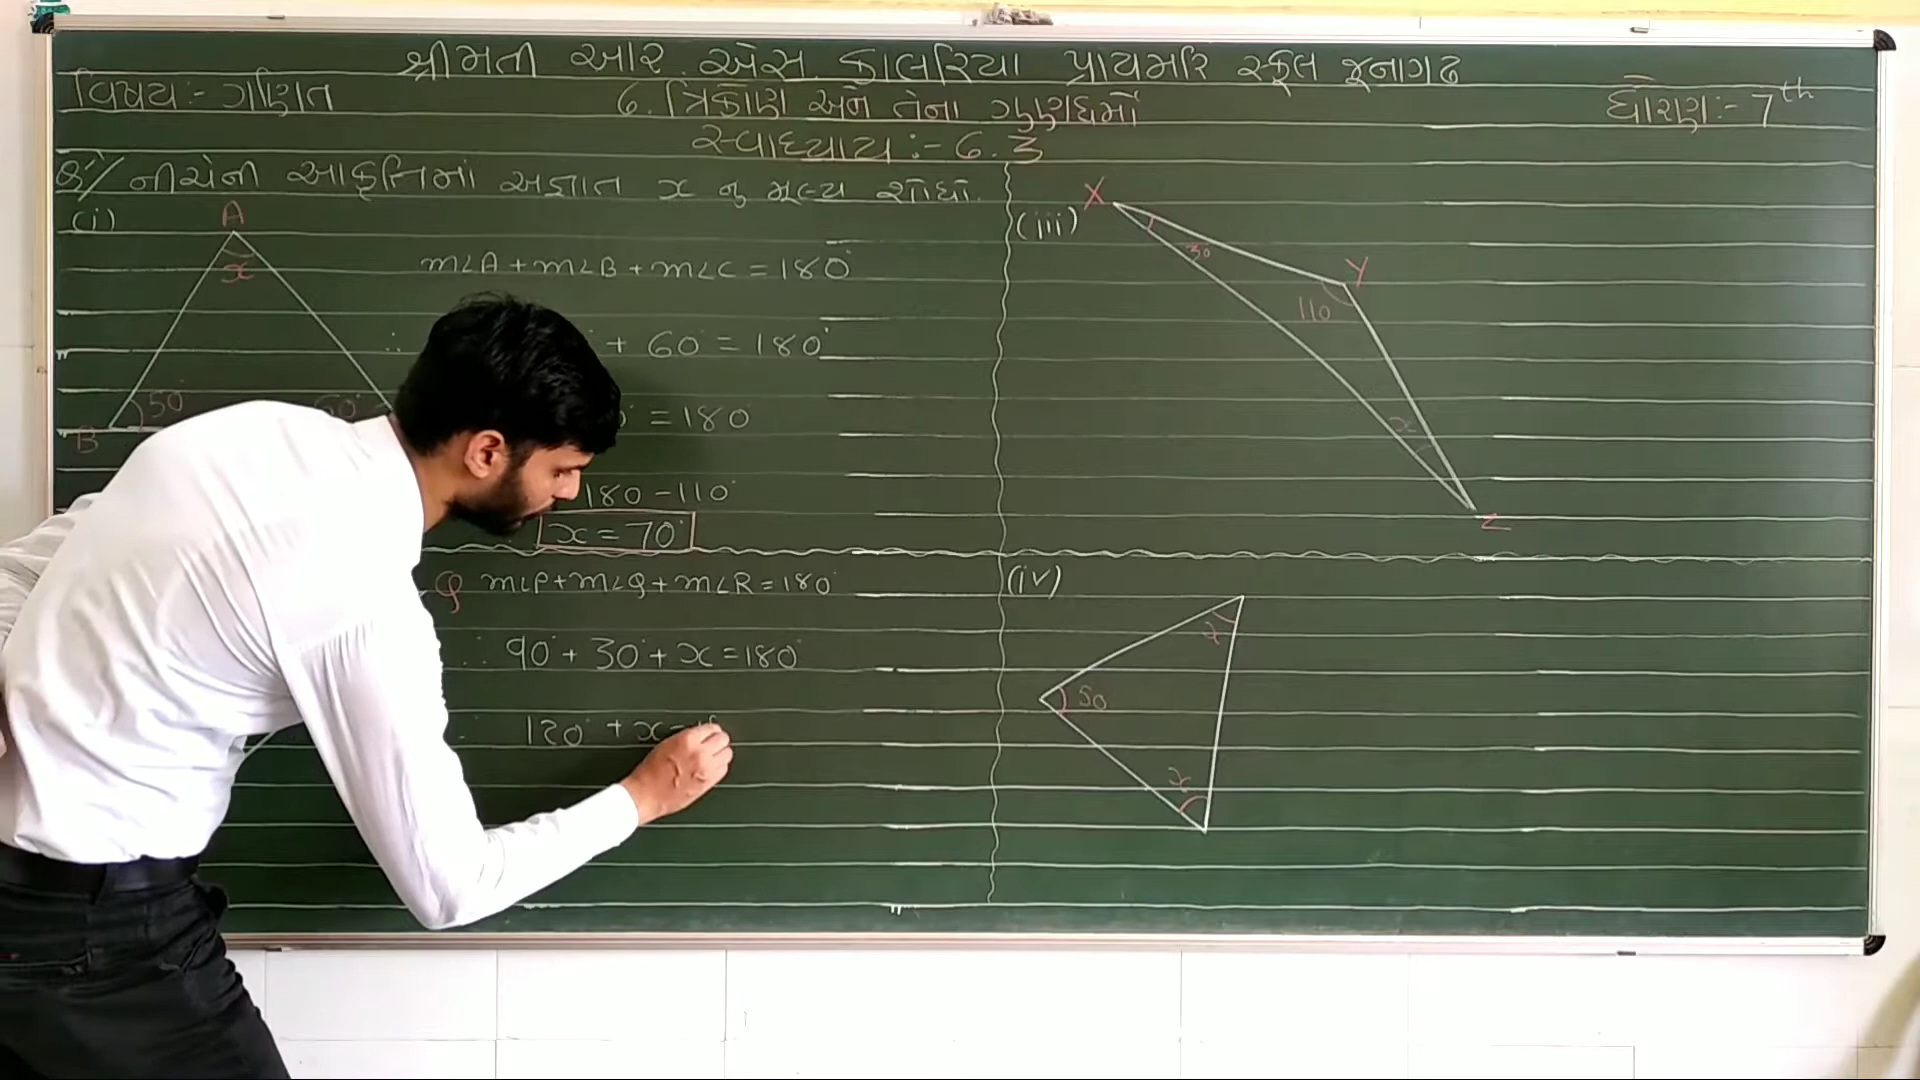 શ્રીમતી આર. એસ. કાલરિયા પ્રાયમરિ સ્કૂલ જૂનાગઢ
વિષય:- ગણિત
6. ત્રિકોણ અને તેના ગુણધર્મો
ધોરણ:- 7th
સ્વાધ્યાય:- 6.3
નીચેની આકૃતિમાં અજ્ઞાત x નુ મૂલ્ય શોધો.
(i)
A
x
50°
60°
B
m∠A + m∠B + m∠C = 180°
+ 60° = 180°
= 180°
180 - 110°
x = 70°
Q
m∠P + m∠Q + m∠R = 180°
∴ 90° + 30° + x = 180°
∴ 120° + x =
(iii)
X
30
Y
110
x
Z
(iv)
x
50
x